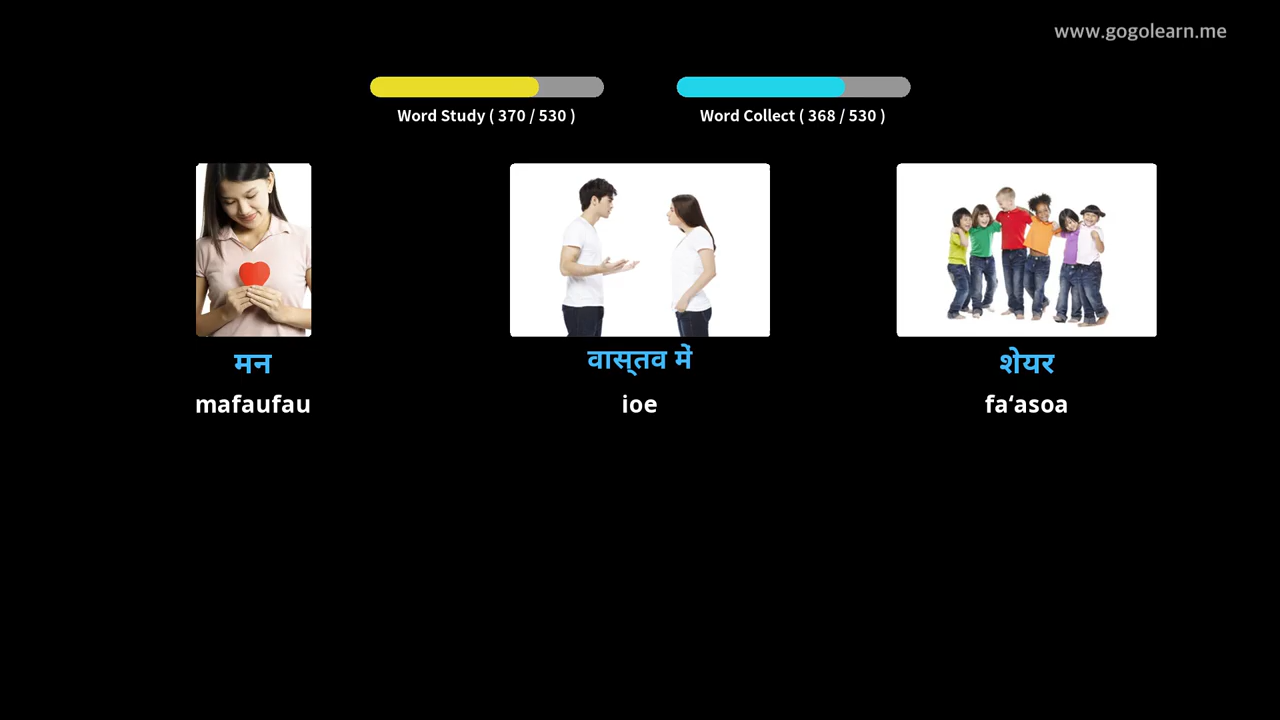 www.gogolearn.me
Word Study ( 370 / 530 )
Word Collect ( 368 / 530 )
मन
वास्‌तव में
शेयर
mafaufau
ioe
fa‘asoa